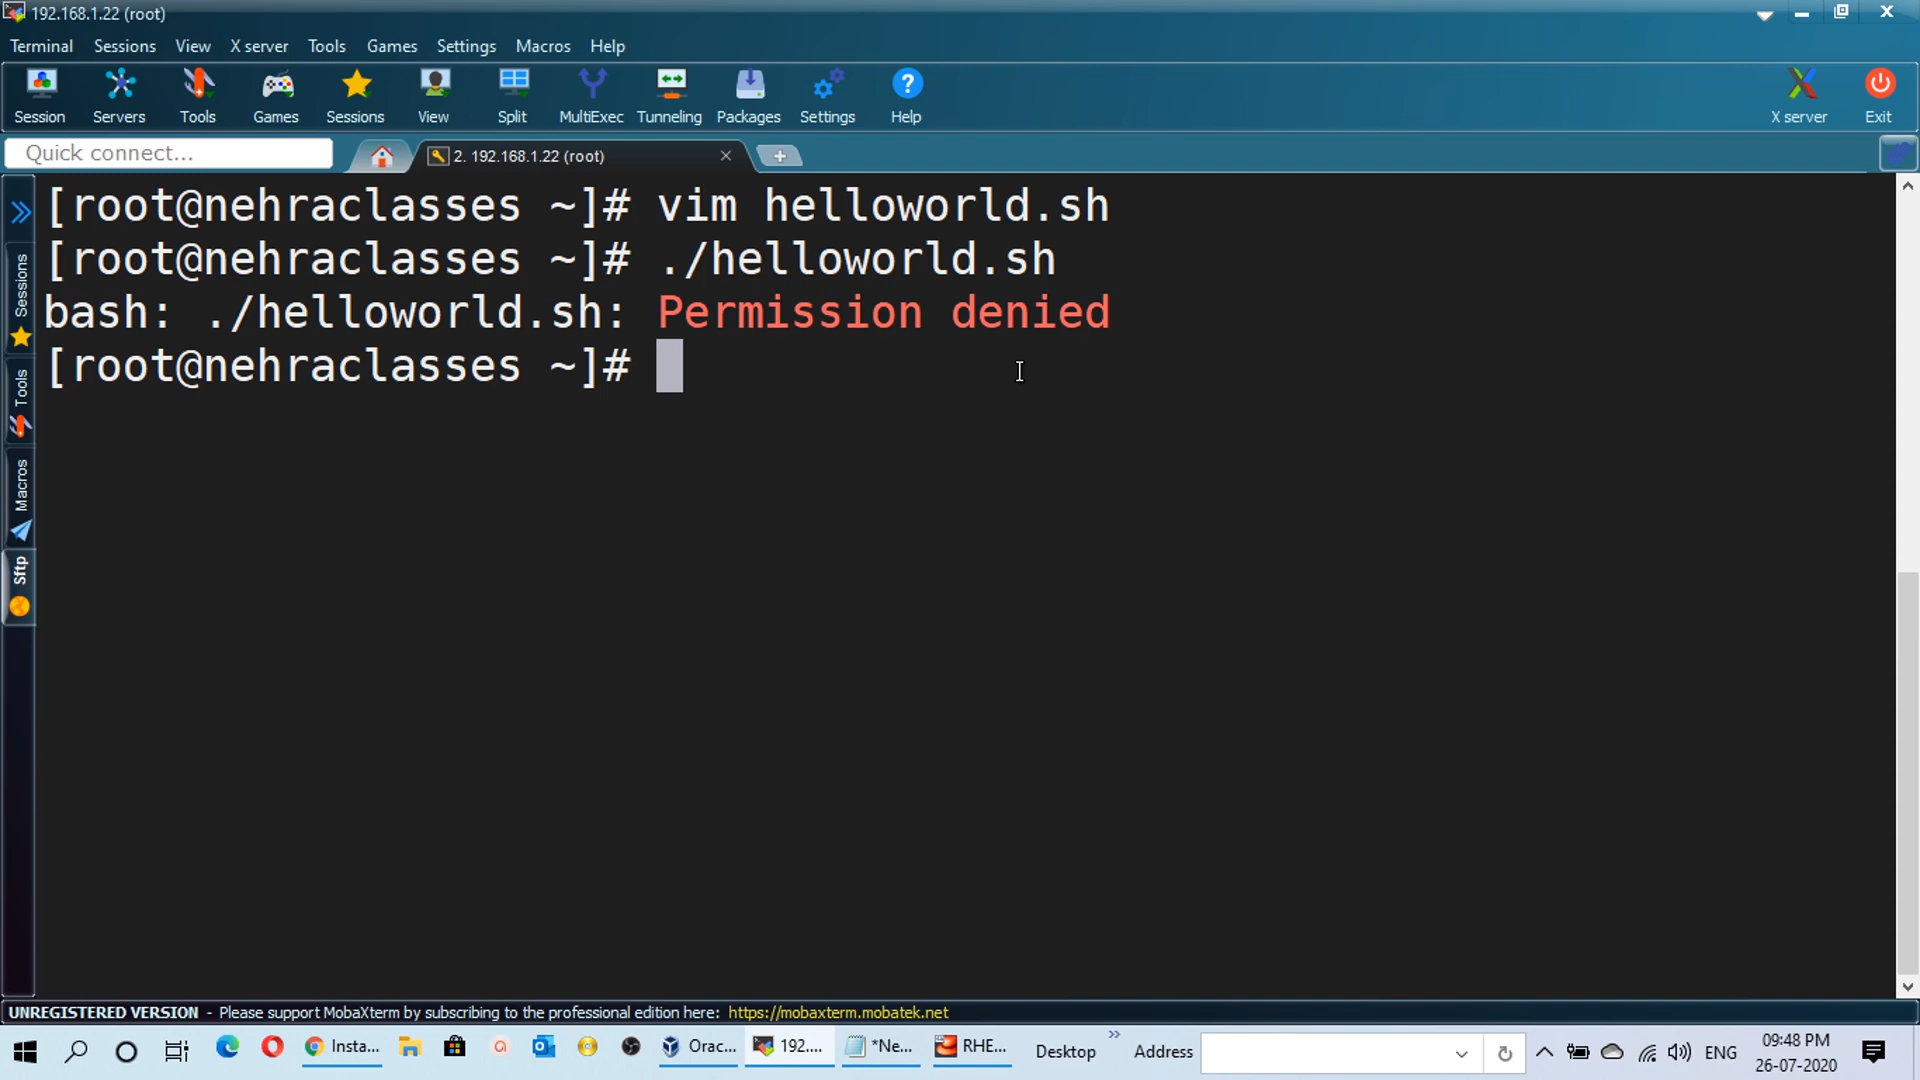 192.168.1.22 (root)
Terminal Sessions View X server Tools Games Settings Macros Help
Session Servers Tools Games Sessions View Split MultiExec Tunneling Packages Settings Help X server Exit
Quick connect... 2. 192.168.1.22 (root)
[root@nehraclasses ~]# vim helloworld.sh
[root@nehraclasses ~]# ./helloworld.sh
bash: ./helloworld.sh: Permission denied
[root@nehraclasses ~]#
Sessions
Tools
Macros
Sftp
UNREGISTERED VERSION - Please support MobaXterm by subscribing to the professional edition here: https://mobaxterm.mobatek.net
Insta... Orac... 192.... *Ne... RHE... Desktop » Address ENG 09:48 PM
26-07-2020